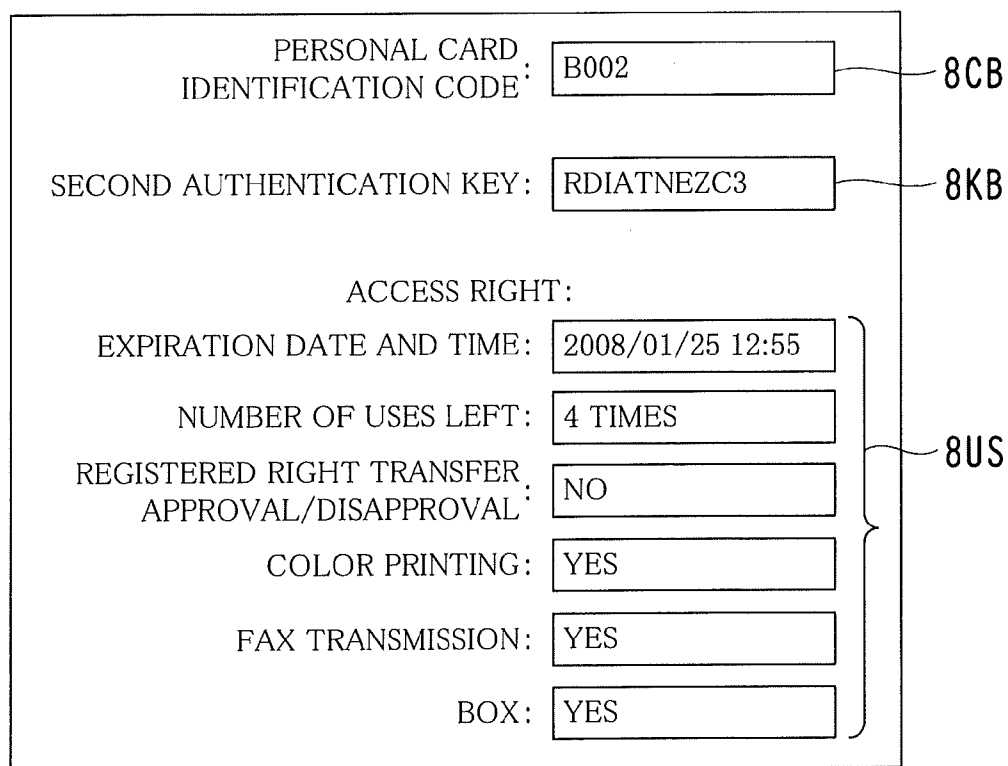 PERSONAL CARD
IDENTIFICATION CODE : B002 8CB
SECOND AUTHENTICATION KEY: RDIATNEZC3 8KB
ACCESS RIGHT:
EXPIRATION DATE AND TIME: 2008/01/25 12:55
NUMBER OF USES LEFT: 4 TIMES
8US
REGISTERED RIGHT TRANSFER
APPROVAL/DISAPPROVAL : NO
COLOR PRINTING: YES
FAX TRANSMISSION: YES
BOX: YES